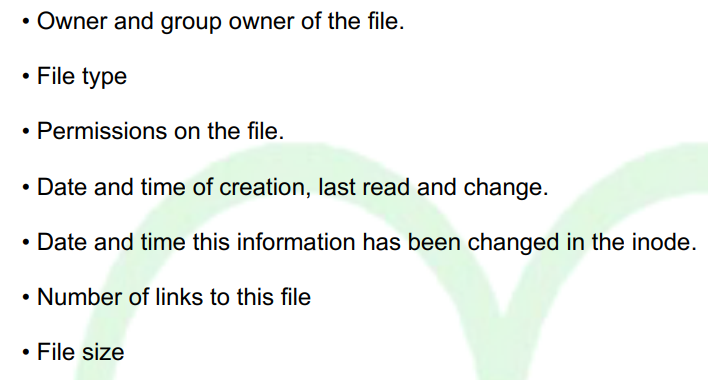 • Owner and group owner of the file.
• File type
• Permissions on the file.
• Date and time of creation, last read and change.
• Date and time this information has been changed in the inode.
• Number of links to this file
• File size